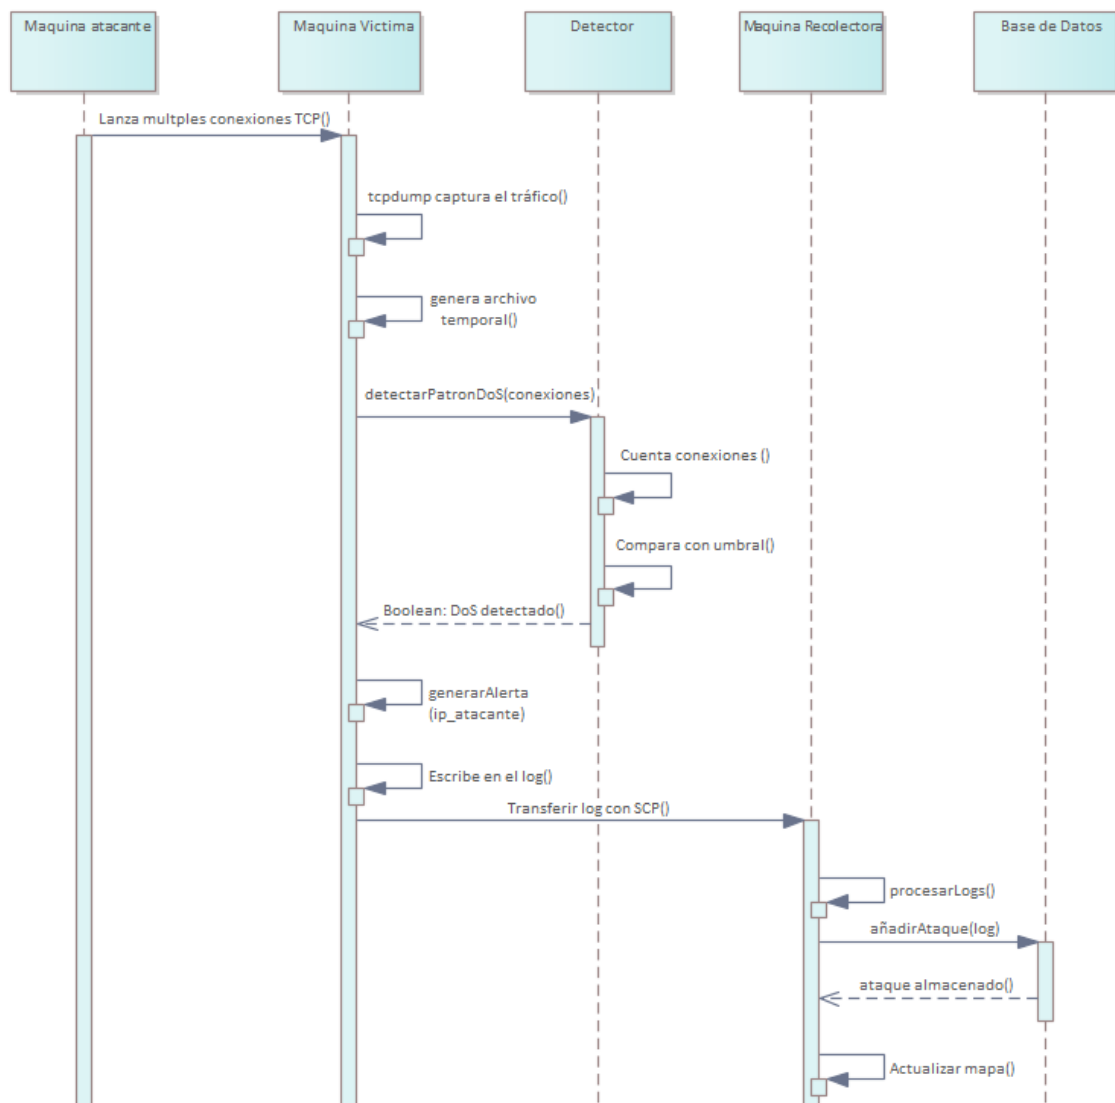 Maquina atacante
Maquina Victima
Detector
Maquina Recolectora
Base de Datos
Lanza multples conexiones TCP()
tcpdump captura el tráfico()
genera archivo
temporal()
detectarPatronDoS(conexiones)
Cuenta conexiones ()
Compara con umbral()
Boolean: DoS detectado()
generarAlerta
(ip_atacante)
Escribe en el log()
Transferir log con SCP()
procesarLogs()
añadirAtaque(log)
ataque almacenado()
Actualizar mapa()